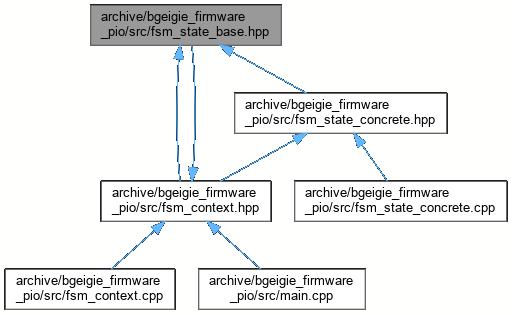 archive/bgeigie_firmware
_pio/src/fsm_state_base.hpp
archive/bgeigie_firmware
_pio/src/fsm_state_concrete.hpp
archive/bgeigie_firmware
_pio/src/fsm_context.hpp
archive/bgeigie_firmware
_pio/src/fsm_state_concrete.cpp
archive/bgeigie_firmware
_pio/src/fsm_context.cpp
archive/bgeigie_firmware
_pio/src/main.cpp